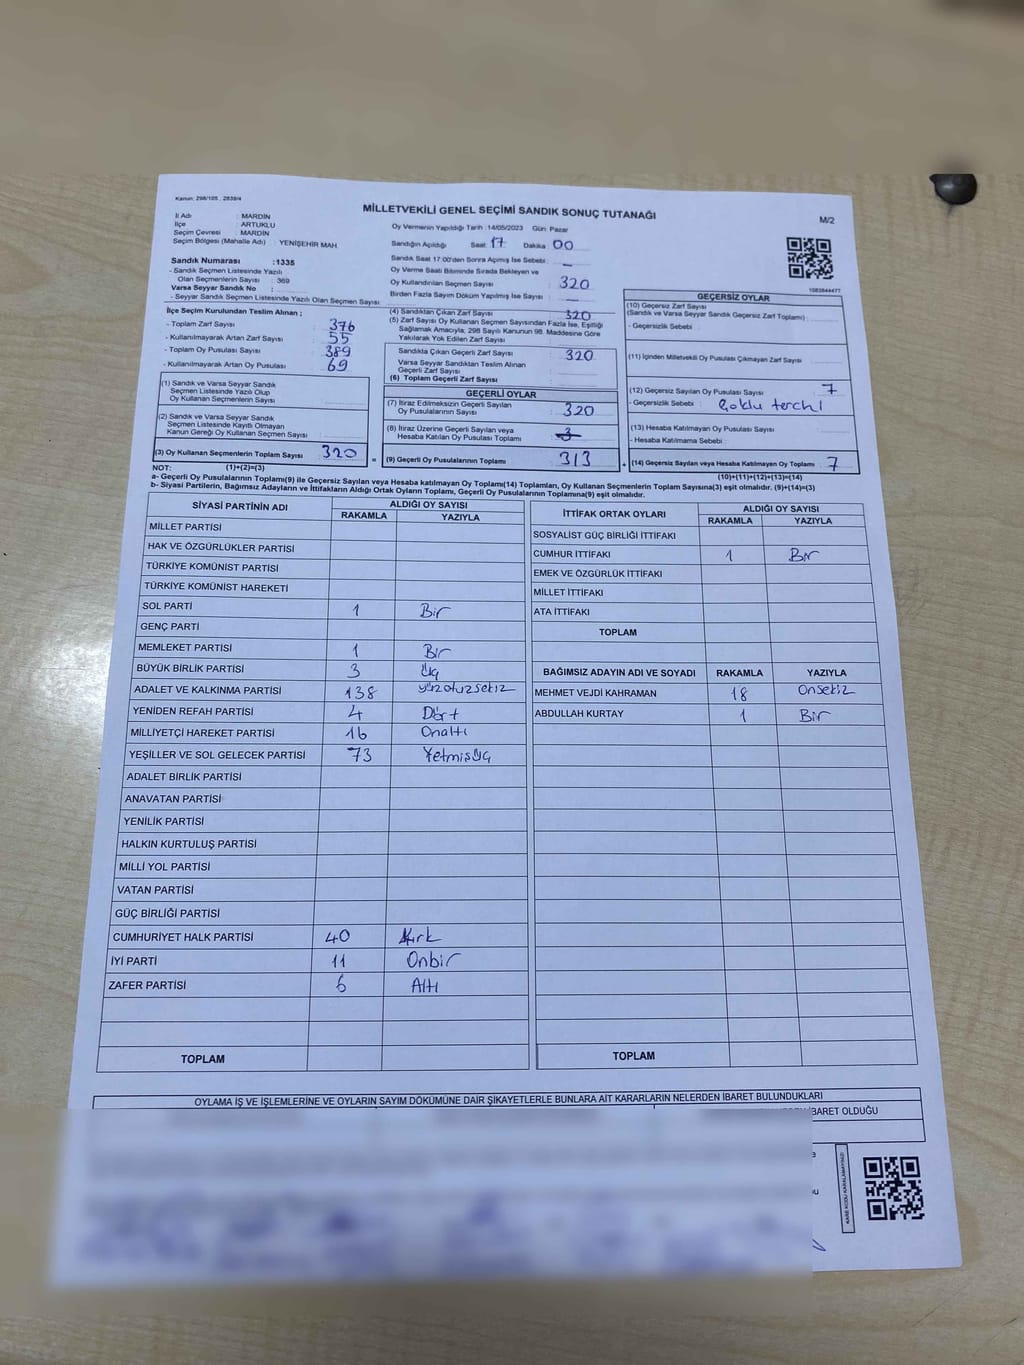 Kanun: 298/105 , 2839/4
MİLLETVEKİLİ GENEL SEÇİMİ SANDIK SONUÇ TUTANAĞI
M/2
İl Adı : MARDİN
İlçe : ARTUKLU
Seçim Çevresi : MARDİN
Seçim Bölgesi (Mahalle Adı) : YENİŞEHİR MAH.
Sandık Numarası :1335
- Sandık Seçmen Listesinde Yazılı
Olan Seçmenlerin Sayısı : 369
Varsa Seyyar Sandık No :
- Seyyar Sandık Seçmen Listesinde Yazılı Olan Seçmen Sayısı:
Oy Vermenin Yapıldığı Tarih :14/05/2023 Gün: Pazar
Sandığın Açıldığı Saat: 17 Dakika 00
Sandık Saat 17:00'den Sonra Açımış İse Sebebi :
Oy Verme Saati Bitiminde Sırada Bekleyen ve
Oy Kullandırılan Seçmen Sayısı 320
Birden Fazla Sayım Döküm Yapılmış İse Sayısı :
1083844477
İlçe Seçim Kurulundan Teslim Alınan ;
- Toplam Zarf Sayısı : 376
- Kullanılmayarak Artan Zarf Sayısı : 55
- Toplam Oy Pusulası Sayısı : 389
- Kullanılmayarak Artan Oy Pusulası : 69
(4) Sandıktan Çıkan Zarf Sayısı : 320
(5) Zarf Sayısı Oy Kullanan Seçmen Sayısından Fazla İse, Eşitliği
Sağlamak Amacıyla, 298 Sayılı Kanunun 98. Maddesine Göre
Yakılarak Yok Edilen Zarf Sayısı :
Sandıkta Çıkan Geçerli Zarf Sayısı : 320
Varsa Seyyar Sandıktan Teslim Alınan
Geçerli Zarf Sayısı :
(6) Toplam Geçerli Zarf Sayısı :
GEÇERSİZ OYLAR
(10) Geçersiz Zarf Sayısı
(Sandık ve Varsa Seyyar Sandık Geçersiz Zarf Toplamı) :
- Geçersizlik Sebebi :
(11) İçinden Milletvekili Oy Pusulası Çıkmayan Zarf Sayısı :
(12) Geçersiz Sayılan Oy Pusulası Sayısı : 7
- Geçersizlik Sebebi : Çoklu terchi
(13) Hesaba Katılmayan Oy Pusulası Sayısı :
- Hesaba Katılmama Sebebi :
(14) Geçersiz Sayılan veya Hesaba Katılmayan Oy Toplamı : 7
(1) Sandık ve Varsa Seyyar Sandık
Seçmen Listesinde Yazılı Olup
Oy Kullanan Seçmenlerin Sayısı :
(2) Sandık ve Varsa Seyyar Sandık
Seçmen Listesinde Kayıtlı Olmayan
Kanun Gereği Oy Kullanan Seçmen Sayısı :
(3) Oy Kullanan Seçmenlerin Toplam Sayısı : 320
GEÇERLİ OYLAR
(7) İtiraz Edilmeksizin Geçerli Sayılan
Oy Pusulalarının Sayısı : 320
(8) İtiraz Üzerine Geçerli Sayılan veya
Hesaba Katılan Oy Pusulası Toplamı : 3
= (9) Geçerli Oy Pusulalarının Toplamı : 313 +
NOT: (1)+(2)=(3)
(10)+(11)+(12)+(13)=(14)
a- Geçerli Oy Pusulalarının Toplamı(9) ile Geçersiz Sayılan veya Hesaba katılmayan Oy Toplamı(14) Toplamları, Oy Kullanan Seçmenlerin Toplam Sayısına(3) eşit olmalıdır. (9)+(14)=(3)
b- Siyasi Partilerin, Bağımsız Adayların ve İttifakların Aldığı Ortak Oyların Toplamı, Geçerli Oy Pusulalarının Toplamına(9) eşit olmalıdır.
SİYASİ PARTİNİN ADI ALDIĞI OY SAYISI
RAKAMLA YAZIYLA
MİLLET PARTİSİ
HAK VE ÖZGÜRLÜKLER PARTİSİ
TÜRKİYE KOMÜNİST PARTİSİ
TÜRKİYE KOMÜNİST HAREKETİ
SOL PARTİ 1 Bir
GENÇ PARTİ
MEMLEKET PARTİSİ 1 Bir
BÜYÜK BİRLİK PARTİSİ 3 Üç
ADALET VE KALKINMA PARTİSİ 138 yüzotuzsekiz
YENİDEN REFAH PARTİSİ 4 Dört
MİLLİYETÇİ HAREKET PARTİSİ 16 Onaltı
YEŞİLLER VE SOL GELECEK PARTİSİ 73 Yetmişüç
ADALET BİRLİK PARTİSİ
ANAVATAN PARTİSİ
YENİLİK PARTİSİ
HALKIN KURTULUŞ PARTİSİ
MİLLİ YOL PARTİSİ
VATAN PARTİSİ
GÜÇ BİRLİĞİ PARTİSİ
CUMHURİYET HALK PARTİSİ 40 Kırk
İYİ PARTİ 11 Onbir
ZAFER PARTİSİ 6 Altı
TOPLAM
İTTİFAK ORTAK OYLARI ALDIĞI OY SAYISI
RAKAMLA YAZIYLA
SOSYALİST GÜÇ BİRLİĞİ İTTİFAKI
CUMHUR İTTİFAKI 1 Bir
EMEK VE ÖZGÜRLÜK İTTİFAKI
MİLLET İTTİFAKI
ATA İTTİFAKI
TOPLAM
BAĞIMSIZ ADAYIN ADI VE SOYADI RAKAMLA YAZIYLA
MEHMET VEJDİ KAHRAMAN 18 Onsekiz
ABDULLAH KURTAY 1 Bir
TOPLAM
OYLAMA İŞ VE İŞLEMLERİNE VE OYLARIN SAYIM DÖKÜMÜNE DAİR ŞİKAYETLERLE BUNLARA AİT KARARLARIN NELERDEN İBARET BULUNDUKLARI
İBARET OLDUĞU
KARE KODU KARALAMAYINIZ!